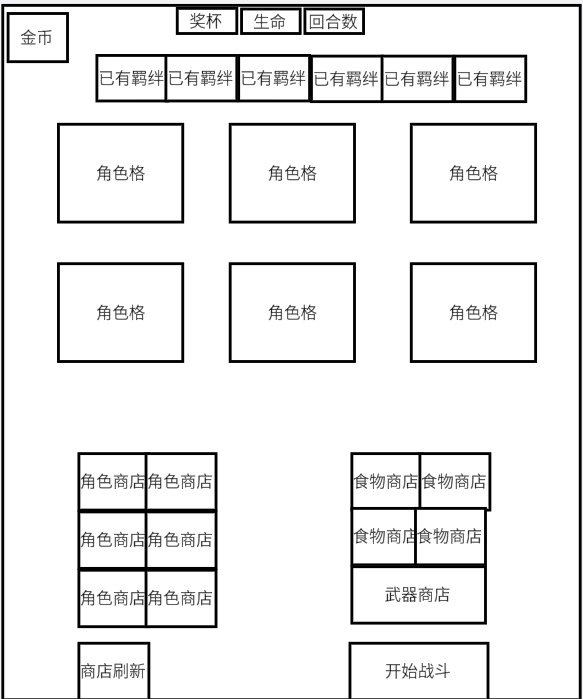 奖杯 生命 回合数
金币
已有羁绊 已有羁绊 已有羁绊 已有羁绊 已有羁绊 已有羁绊
角色格 角色格 角色格
角色格 角色格 角色格
角色商店 角色商店 食物商店 食物商店
角色商店 角色商店 食物商店 食物商店
角色商店 角色商店 武器商店
商店刷新 开始战斗